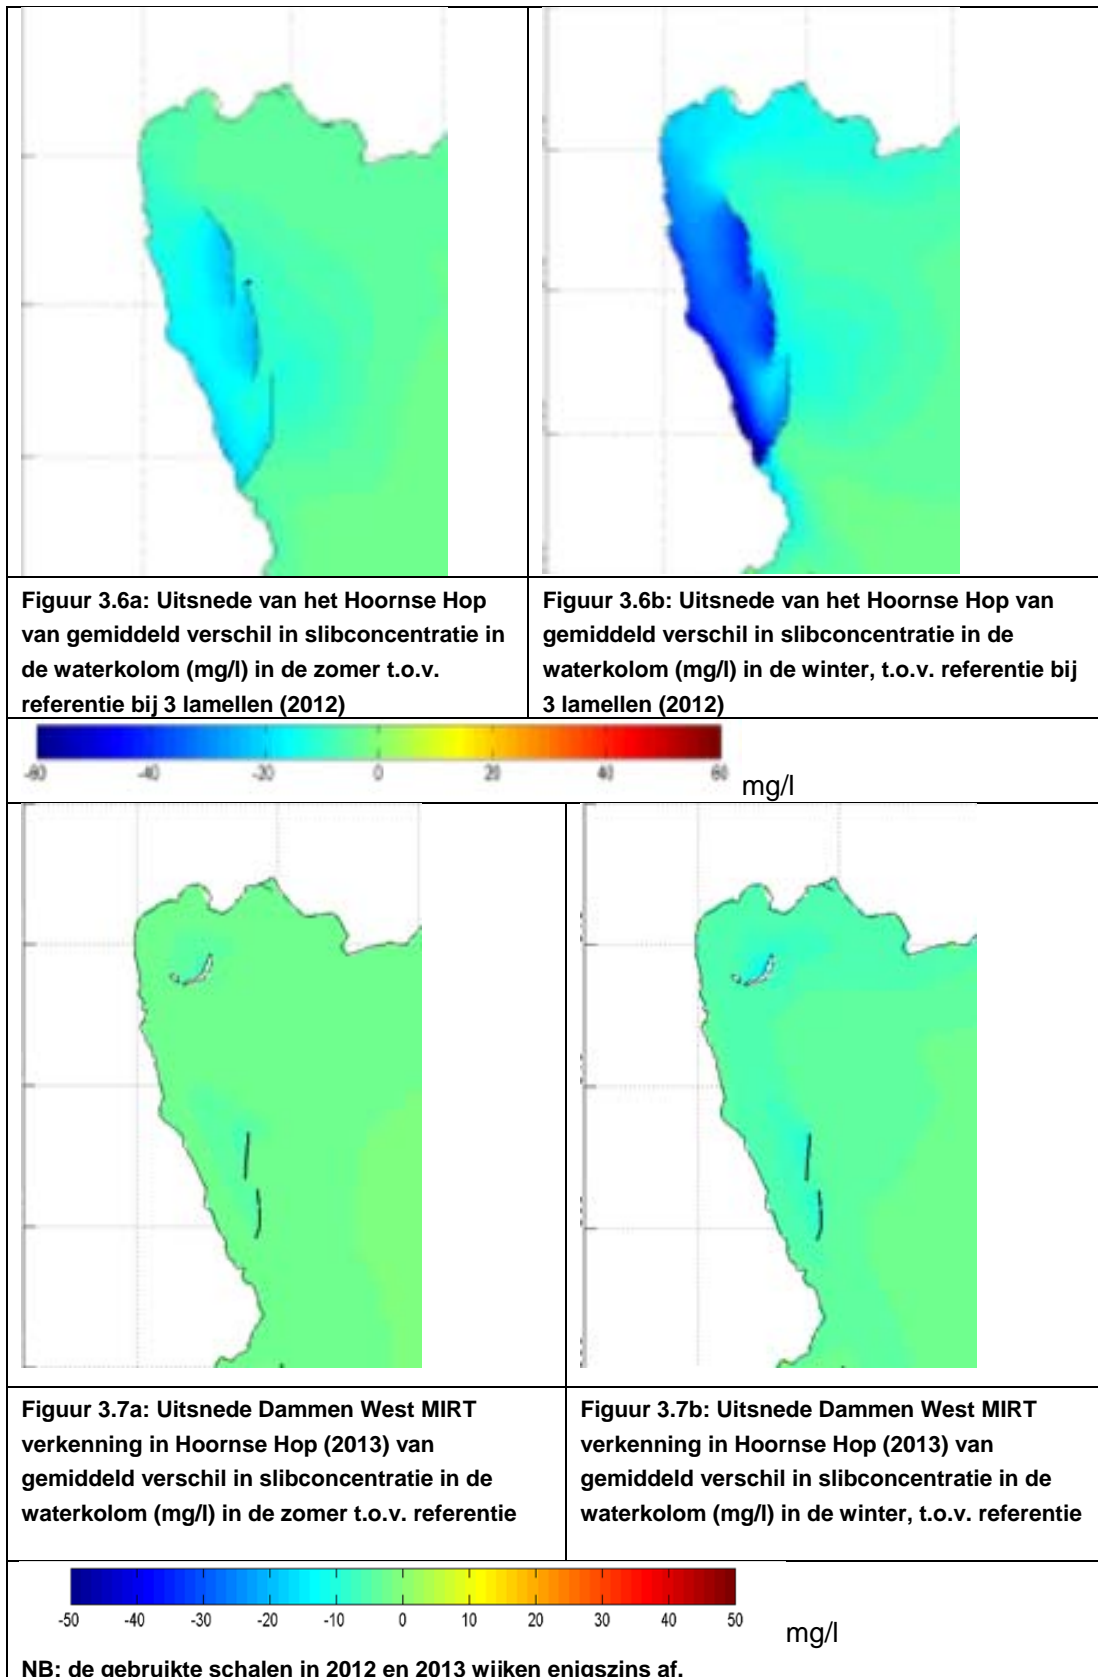 Figuur 3.6a: Uitsnede van het Hoornse Hop
van gemiddeld verschil in slibconcentratie in
de waterkolom (mg/l) in de zomer t.o.v.
referentie bij 3 lamellen (2012)
Figuur 3.6b: Uitsnede van het Hoornse Hop van
gemiddeld verschil in slibconcentratie in de
waterkolom (mg/l) in de winter, t.o.v. referentie bij
3 lamellen (2012)
-60 -40 -20 0 20 40 60
mg/l
Figuur 3.7a: Uitsnede Dammen West MIRT
verkenning in Hoornse Hop (2013) van
gemiddeld verschil in slibconcentratie in de
waterkolom (mg/l) in de zomer t.o.v. referentie
Figuur 3.7b: Uitsnede Dammen West MIRT
verkenning in Hoornse Hop (2013) van
gemiddeld verschil in slibconcentratie in de
waterkolom (mg/l) in de winter, t.o.v. referentie
-50 -40 -30 -20 -10 0 10 20 30 40 50
mg/l
NB: de gebruikte schalen in 2012 en 2013 wijken enigszins af.